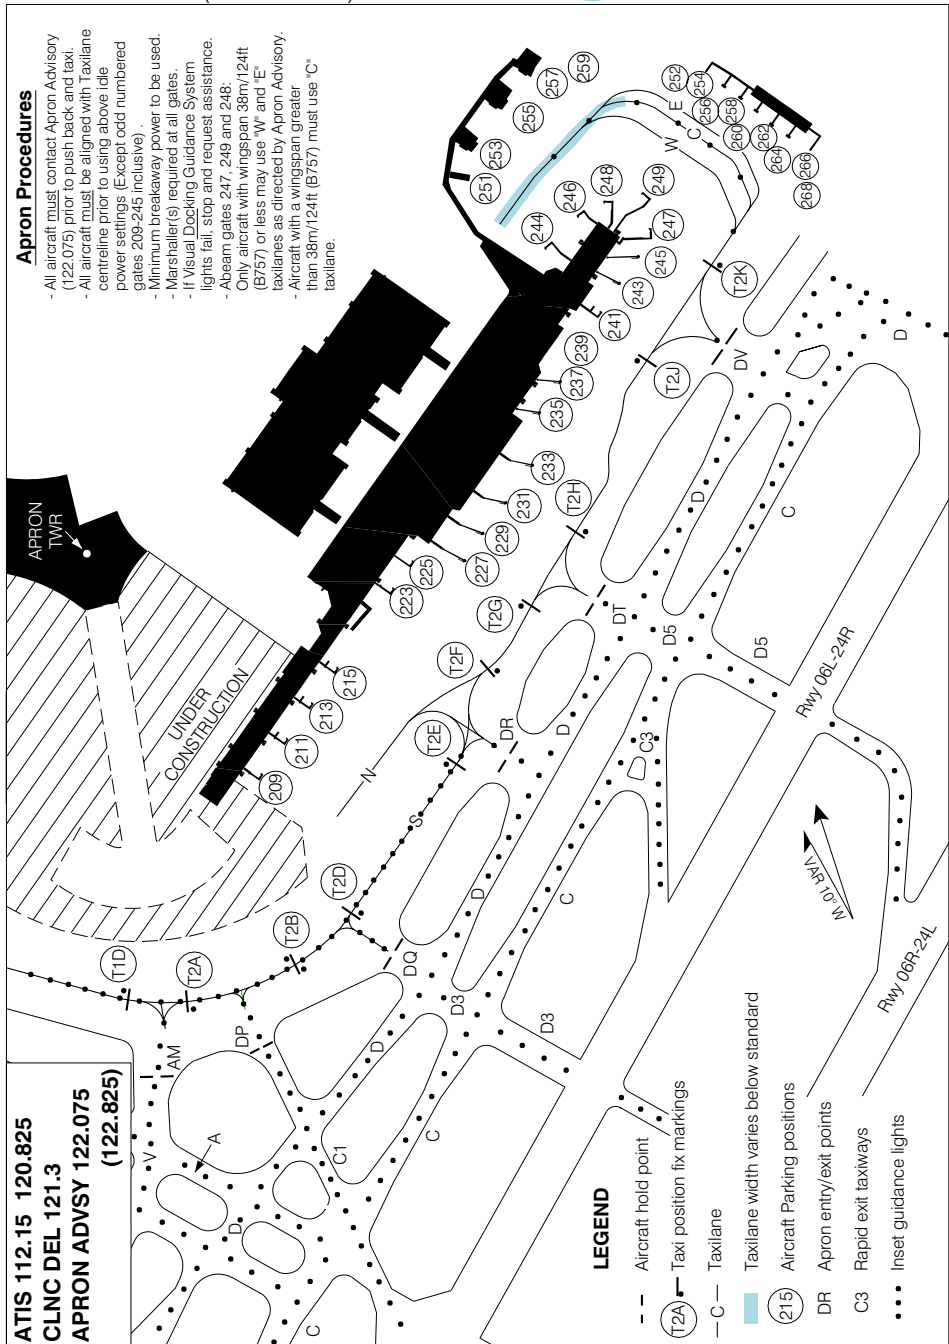 ATIS 112.15 120.825
CLNC DEL 121.3
APRON ADVSY 122.075
(122.825)
Apron Procedures
- All aircraft must contact Apron Advisory
(122.075) prior to push back and taxi.
- All aircraft must be aligned with Taxilane
centreline prior to using above idle
power settings (Except odd numbered
gates 209-245 inclusive) .
- Minimum breakaway power to be used.
- Marshaller(s) required at all gates.
- If Visual Docking Guidance System
lights fail, stop and request assistance.
- Abeam gates 247, 249 and 248:
Only aircraft with wingspan 38m/124ft
(B757) or less may use "W" and "E"
taxilanes as directed by Apron Advisory.
- Aircraft with a wingspan greater
than 38m/124ft (B757) must use "C"
taxilane.
APRON
TWR
UNDER
CONSTRUCTION
209
211
213
215
223
225
227
229
231
233
235
237
239
241
243
245
247
249
248
246
244
251
253
255
257
259
252
254
256
258
260
262
264
266
268
W
C
E
T1D
T2A
T2B
T2D
T2E
T2F
T2G
T2H
T2J
T2K
N
S
V
AM
A
DP
DQ
DR
DT
DV
D
D
D
D
D
D
C
C
C
C
C
C1
C3
D3
D3
D5
D5
Rwy 06L-24R
Rwy 06R-24L
VAR 10° W
LEGEND
Aircraft hold point
T2A Taxi position fix markings
C Taxilane
Taxilane width varies below standard
215 Aircraft Parking positions
DR Apron entry/exit points
C3 Rapid exit taxiways
Inset guidance lights